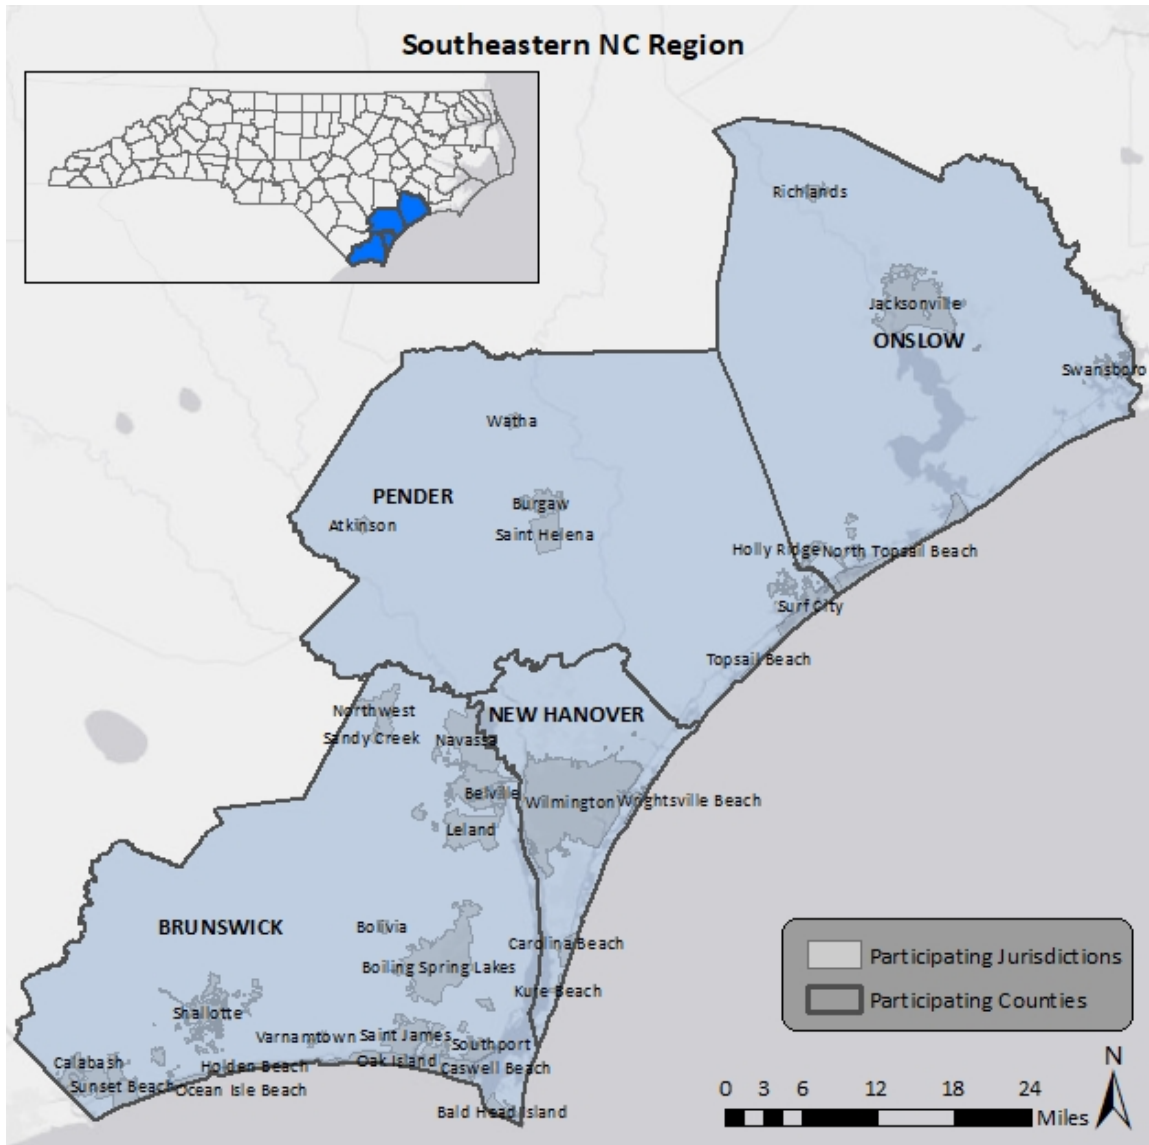 Southeastern NC Region
Richlands
Jacksonville
ONSLOW
Swansboro
Watha
PENDER
Burgaw
Atkinson
Saint Helena
Holly Ridge
North Topsail Beach
Surf City
Topsail Beach
Northwest
NEW HANOVER
Sandy Creek
Navassa
Belville
Wilmington
Wrightsville Beach
Leland
BRUNSWICK
Bolivia
Carolina Beach
Boiling Spring Lakes
Kure Beach
Shallotte
Varnamtown
Saint James
Southport
Calabash
Holden Beach
Oak Island
Caswell Beach
Sunset Beach
Ocean Isle Beach
Bald Head Island
Participating Jurisdictions
Participating Counties
N
0 3 6 12 18 24
Miles